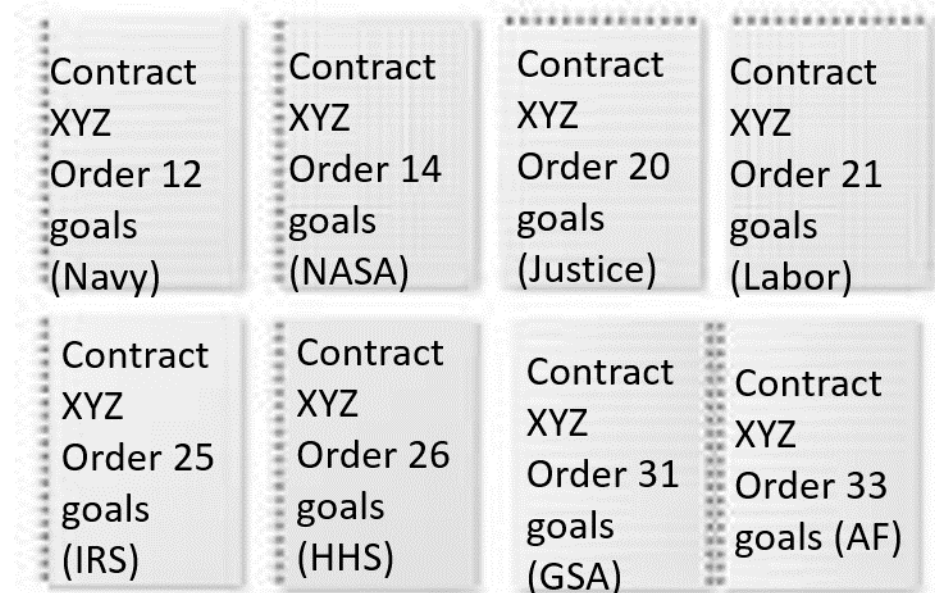 Contract
XYZ
Order 12
goals
(Navy)
Contract
XYZ
Order 14
goals
(NASA)
Contract
XYZ
Order 20
goals
(Justice)
Contract
XYZ
Order 21
goals
(Labor)
Contract
XYZ
Order 25
goals
(IRS)
Contract
XYZ
Order 26
goals
(HHS)
Contract
XYZ
Order 31
goals
(GSA)
Contract
XYZ
Order 33
goals (AF)